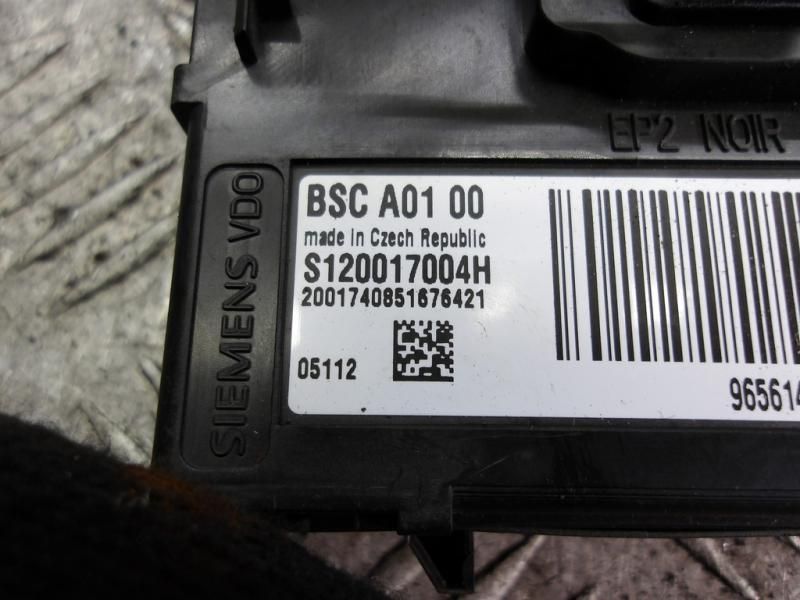 EP2 NOIR
SIEMENS VDO
BSC A01 00
made in Czech Republic
S120017004H
2001740851676421
05112
965614